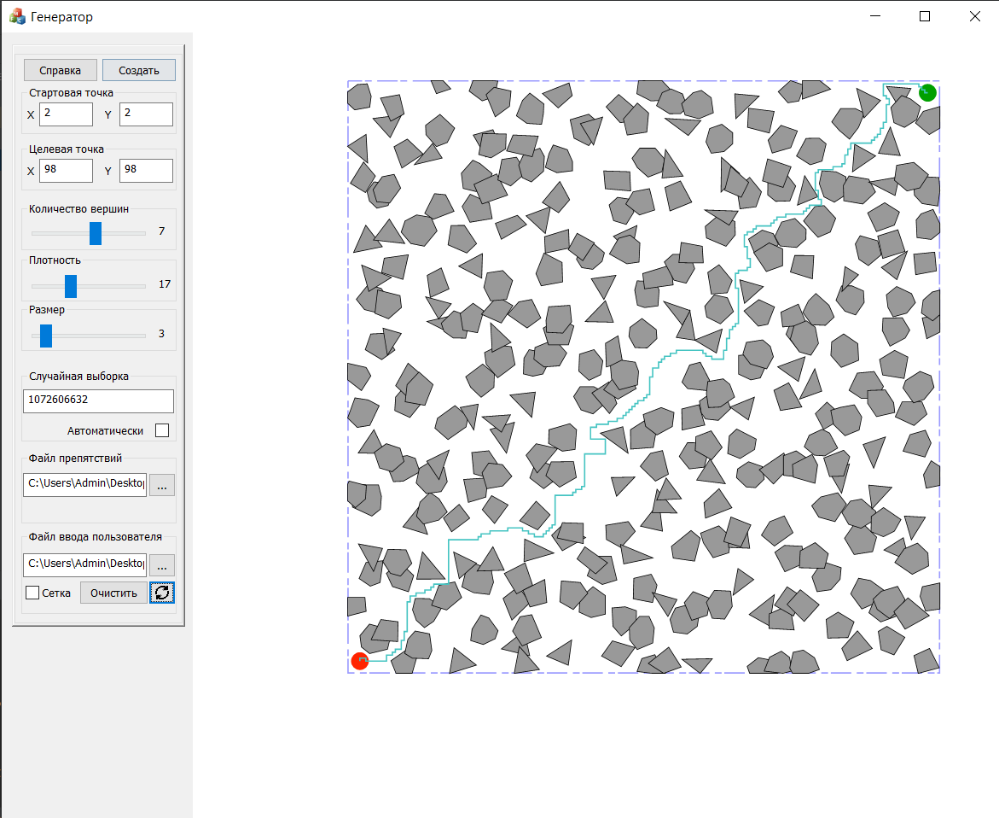 Генератор
Справка Создать
Стартовая точка
X 2 Y 2
Целевая точка
X 98 Y 98
Количество вершин
7
Плотность
17
Размер
3
Случайная выборка
1072606632
Автоматически
Файл препятствий
C:\Users\Admin\Desktop ...
Файл ввода пользователя
C:\Users\Admin\Desktop ...
Сетка Очистить